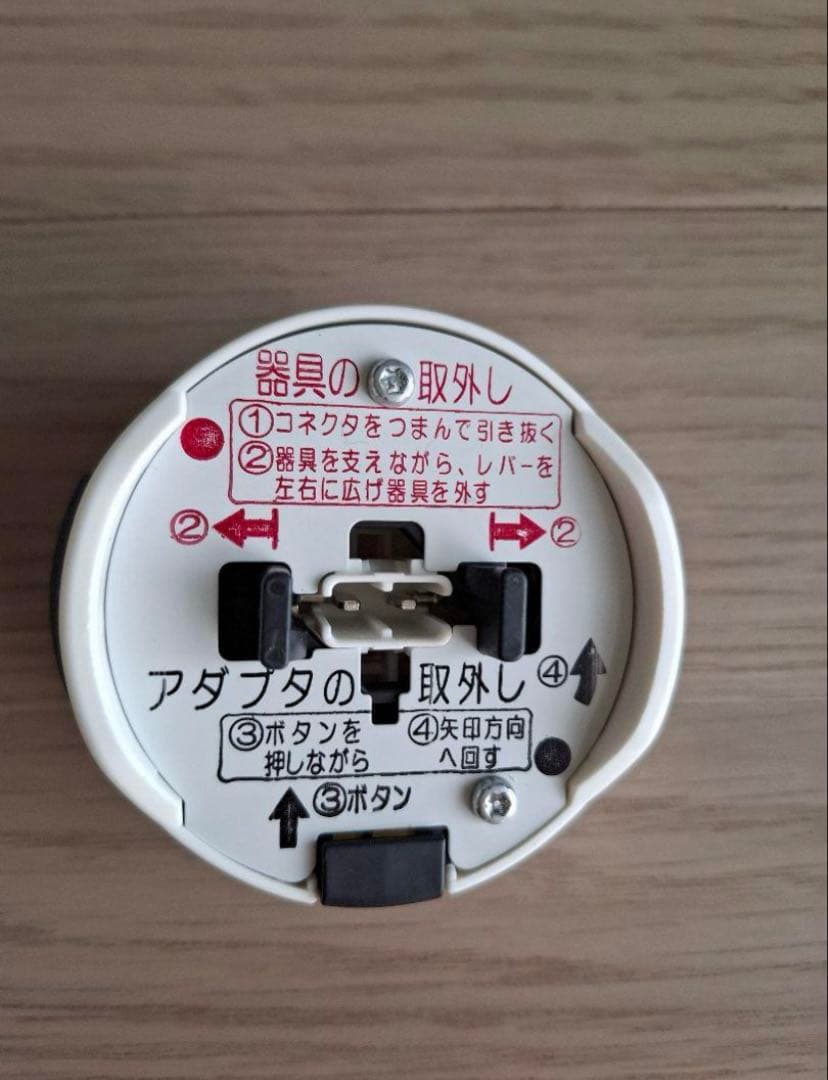 器具の 取外し
①コネクタをつまんで引き抜く
②器具を支えながら、レバーを
左右に広げ器具を外す
② ②
アダプタの 取外し ④
③ボタンを ④矢印方向
押しながら へ回す
③ボタン